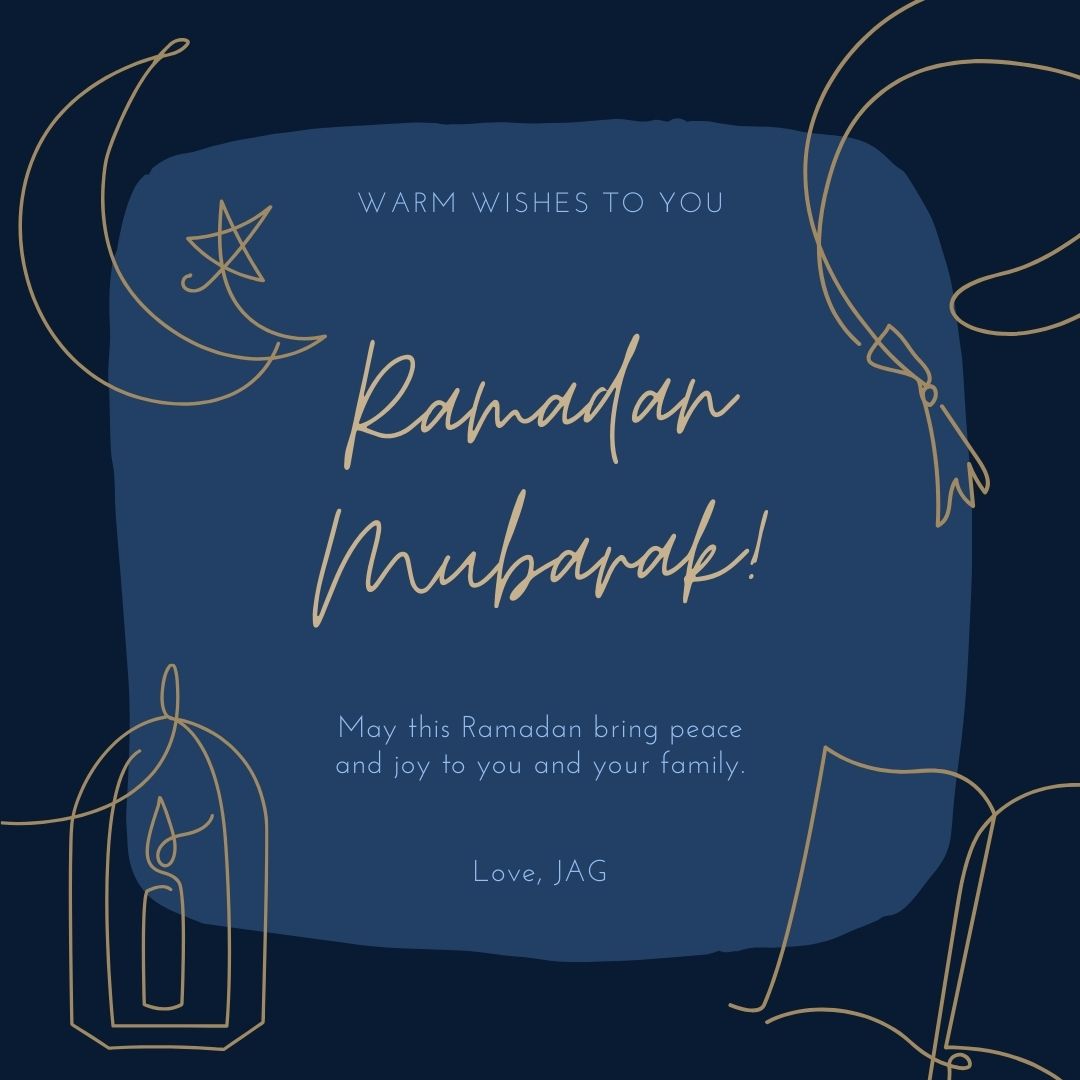 WARM WISHES TO YOU
Ramadan
Mubarak!
May this Ramadan bring peace
and joy to you and your family.
Love, JAG